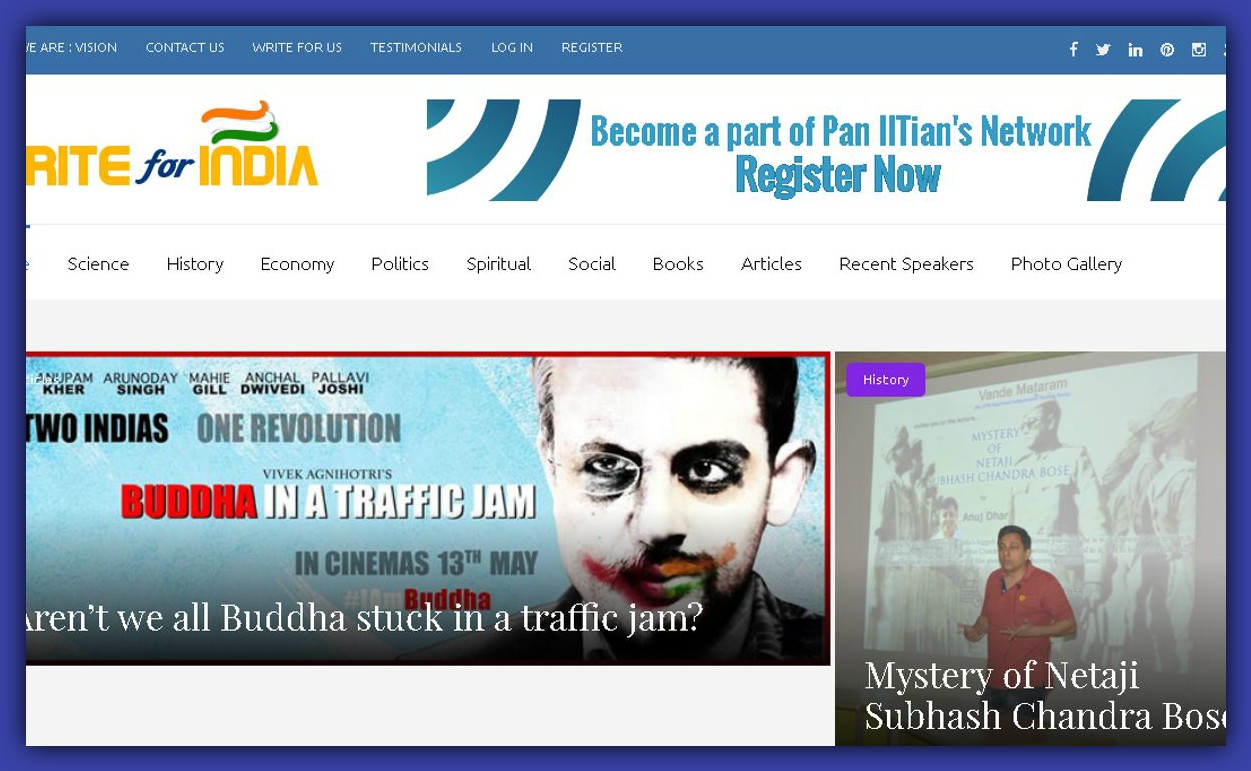 WE ARE : VISION CONTACT US WRITE FOR US TESTIMONIALS LOG IN REGISTER
RITE for INDIA
Become a part of Pan IITian's Network
Register Now
e Science History Economy Politics Spiritual Social Books Articles Recent Speakers Photo Gallery
ANUPAM ARUNODAY MAHIE ANCHAL PALLAVI
KHER SINGH GILL DWIVEDI JOSHI
TWO INDIAS ONE REVOLUTION
VIVEK AGNIHOTRI'S
BUDDHA IN A TRAFFIC JAM
IN CINEMAS 13TH MAY
#IAmBuddha
Aren't we all Buddha stuck in a traffic jam?
History
Vande Mataram
MYSTERY
OF
NETAJI
SUBHASH CHANDRA BOSE
Anuj Dhar
Mystery of Netaji
Subhash Chandra Bose